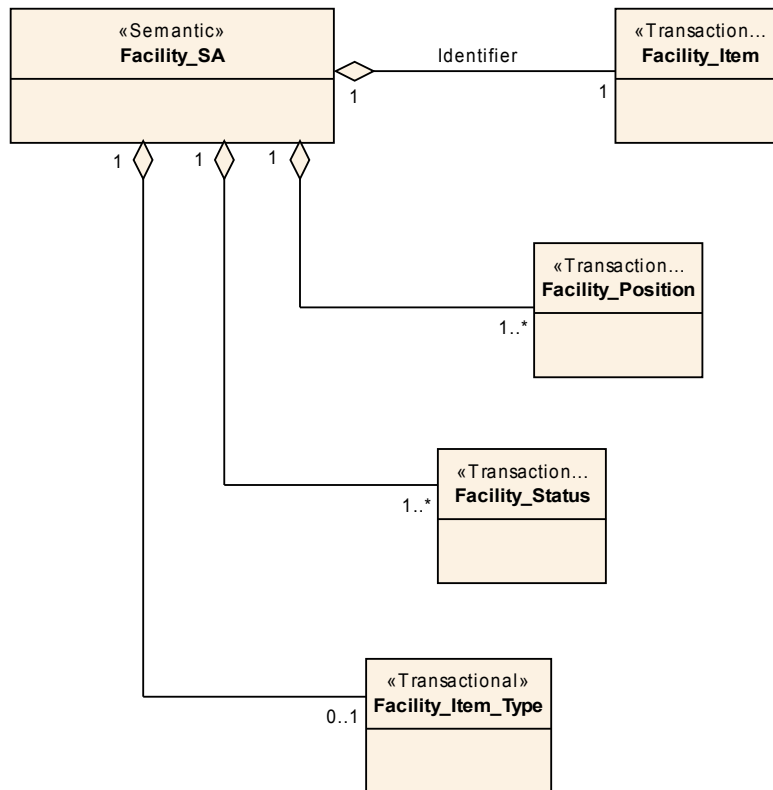 «Semantic»
Facility_SA
«Transaction...
Facility_Item
Identifier
1
1
1
1
1
«Transaction...
Facility_Position
1..*
«Transaction...
Facility_Status
1..*
«Transactional»
Facility_Item_Type
0..1